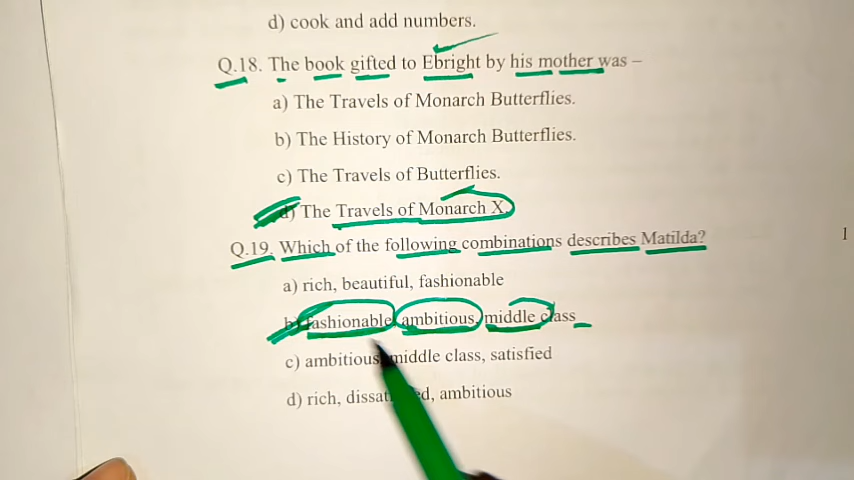 d) cook and add numbers.
Q.18. The book gifted to Ebright by his mother was –
a) The Travels of Monarch Butterflies.
b) The History of Monarch Butterflies.
c) The Travels of Butterflies.
d) The Travels of Monarch X.
Q.19. Which of the following combinations describes Matilda?
a) rich, beautiful, fashionable
b) fashionable, ambitious, middle class
c) ambitious, middle class, satisfied
d) rich, ambitious